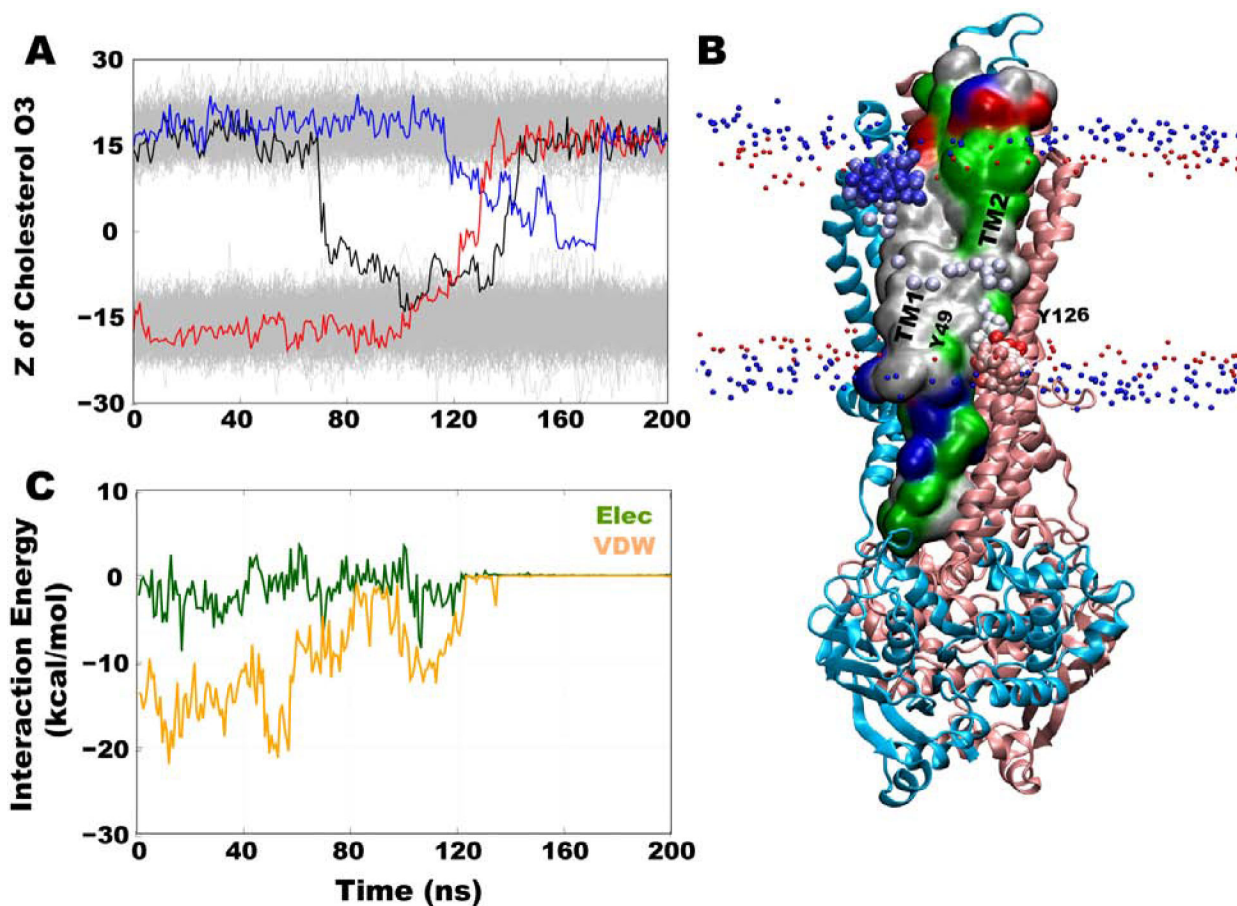 A
30
15
0
−15
−30
Z of Cholesterol O3
0
40
80
120
160
200
B
TM2
TM1
Y49
Y126
C
10
0
−10
−20
−30
Interaction Energy
(kcal/mol)
Elec
VDW
0
40
80
120
160
200
Time (ns)